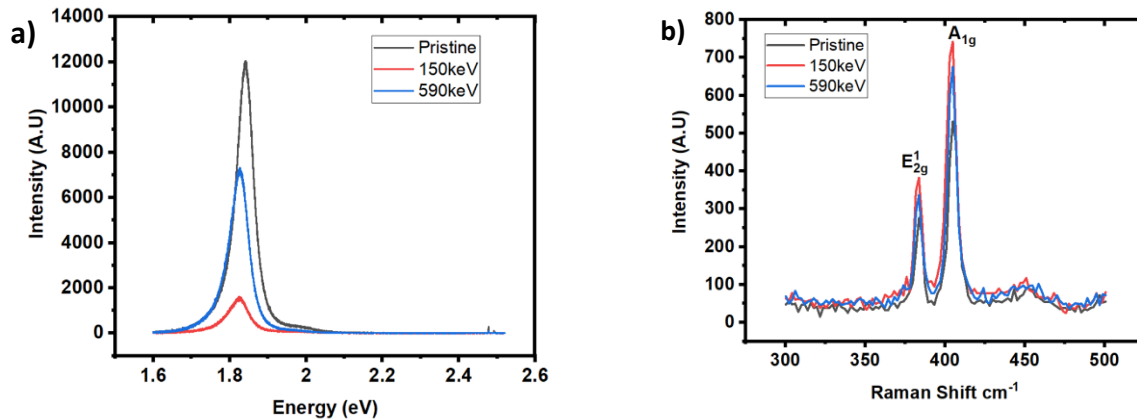 a)
14000
12000
10000
8000
6000
4000
2000
0
Intensity (A.U)
Pristine
150keV
590keV
1.6
1.8
2
2.2
2.4
2.6
Energy (eV)
b)
800
700
600
500
400
300
200
100
0
Intensity (A.U)
Pristine
150keV
590keV
E¹₂g
A₁g
300
350
400
450
500
Raman Shift cm⁻¹